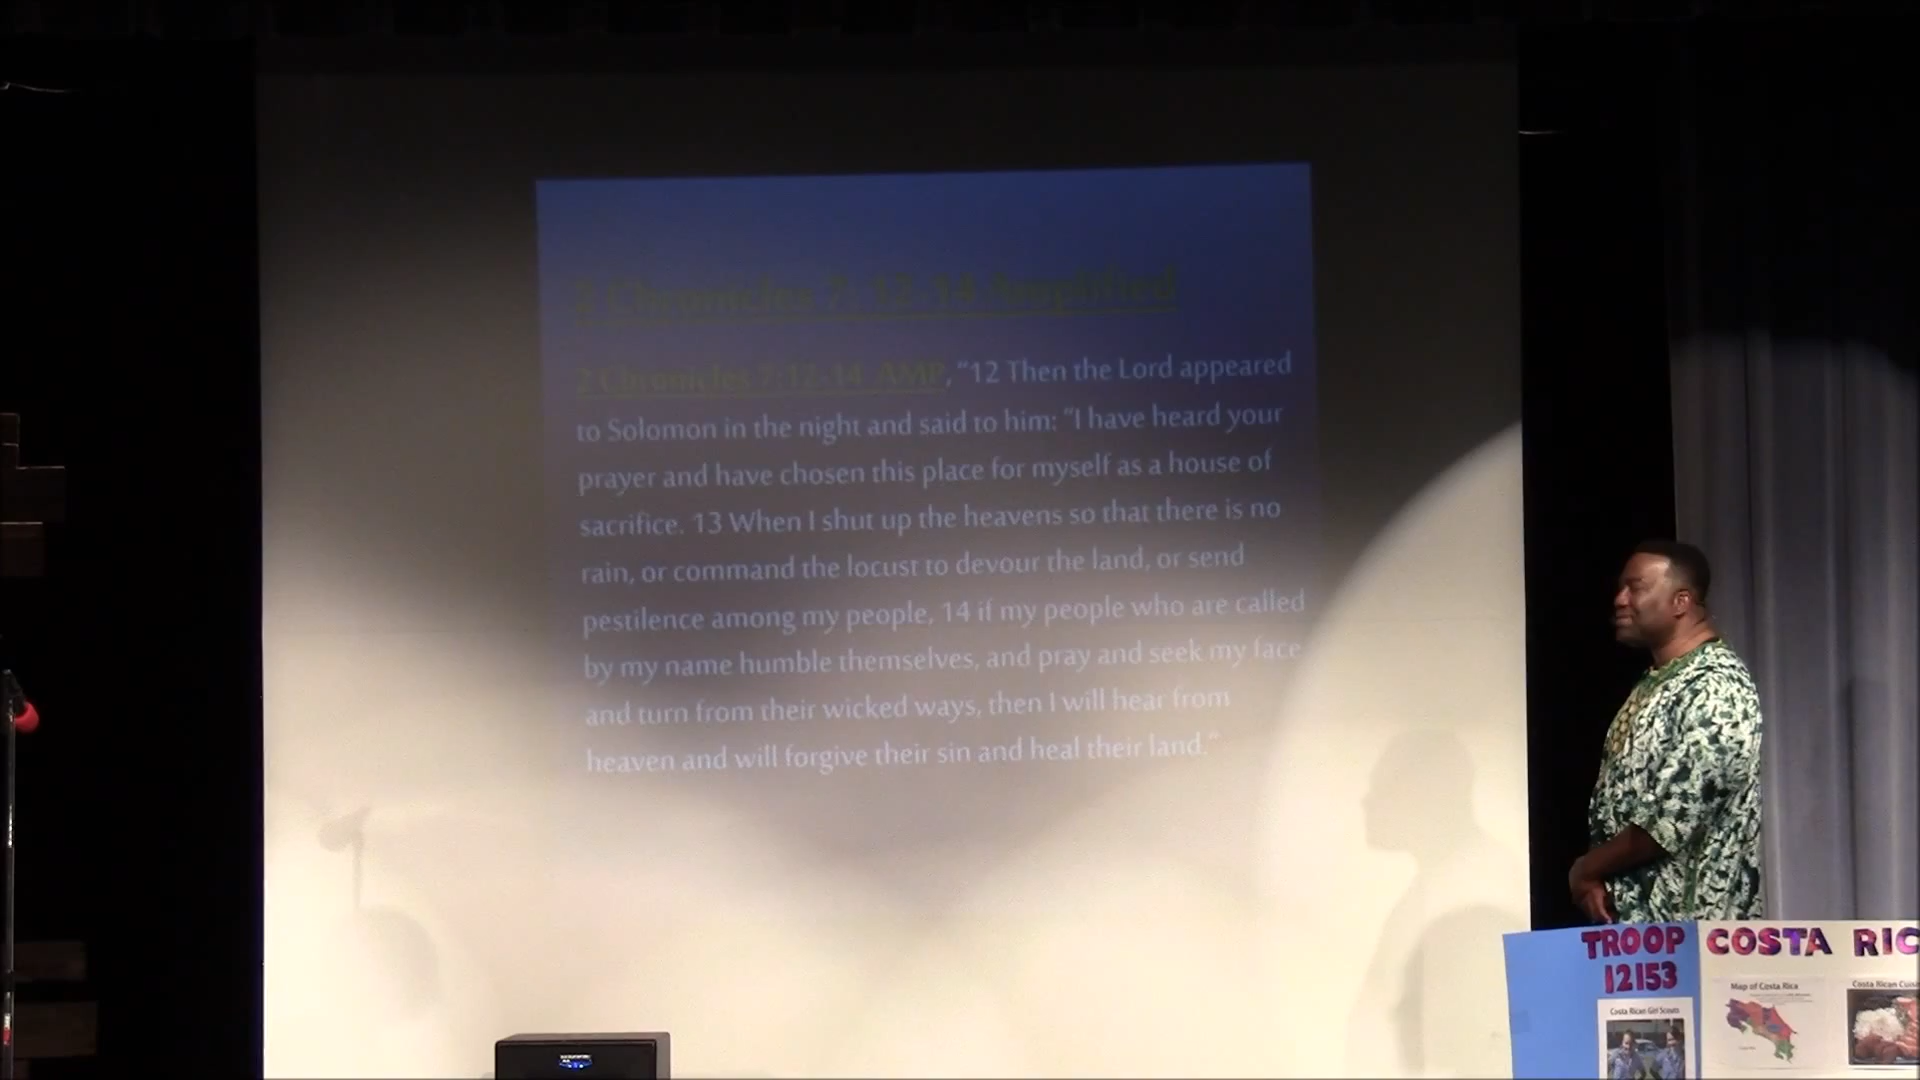 2 Chronicles 7: 12-14 Amplified
2 Chronicles 7:12-14 AMP, “12 Then the Lord appeared
to Solomon in the night and said to him: “I have heard your
prayer and have chosen this place for myself as a house of
sacrifice. 13 When I shut up the heavens so that there is no
rain, or command the locust to devour the land, or send
pestilence among my people, 14 if my people who are called
by my name humble themselves, and pray and seek my face
and turn from their wicked ways, then I will hear from
heaven and will forgive their sin and heal their land.”
TROOP
12153
Costa Rican Girl Scouts
COSTA RIC
Map of Costa Rica
Costa Rican Cuisi